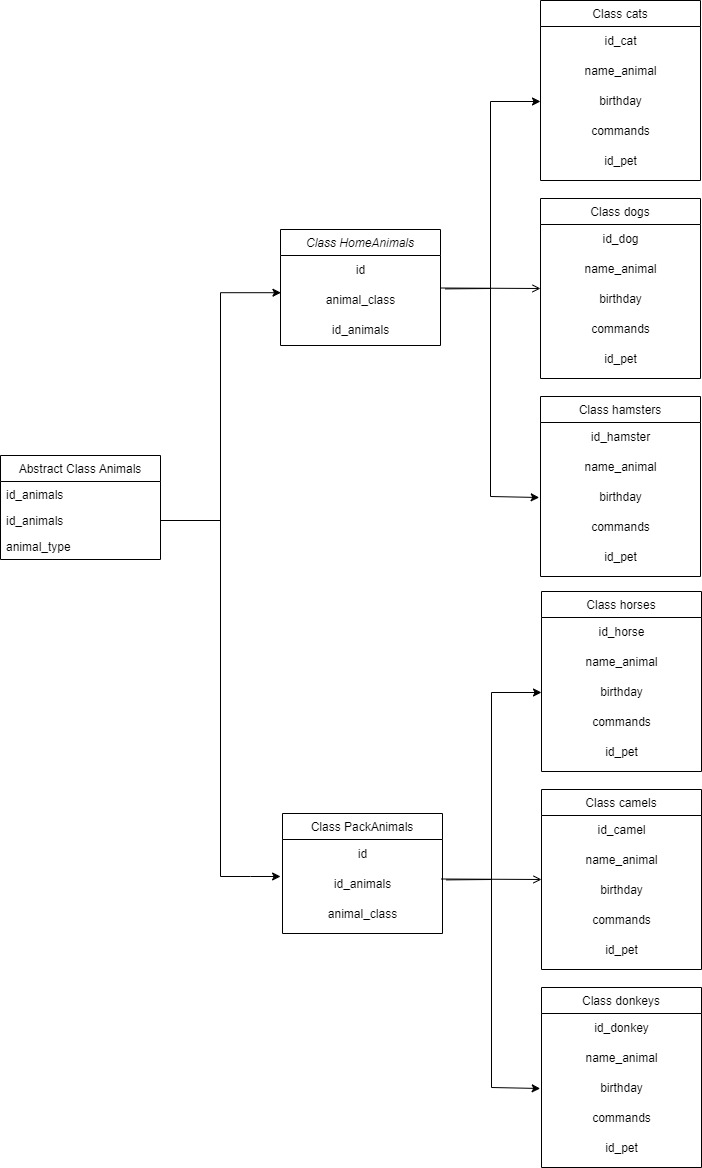 Class cats
id_cat
name_animal
birthday
commands
id_pet
Class dogs
id_dog
name_animal
birthday
commands
id_pet
Class HomeAnimals
id
animal_class
id_animals
Class hamsters
id_hamster
name_animal
birthday
commands
id_pet
Abstract Class Animals
id_animals
id_animals
animal_type
Class horses
id_horse
name_animal
birthday
commands
id_pet
Class PackAnimals
id
id_animals
animal_class
Class camels
id_camel
name_animal
birthday
commands
id_pet
Class donkeys
id_donkey
name_animal
birthday
commands
id_pet